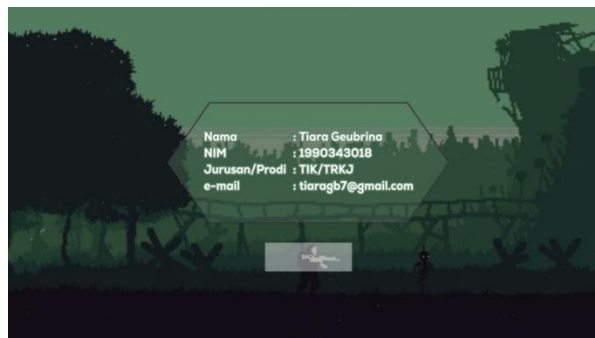 Nama : Tiara Geubrina
NIM : 1990343018
Jurusan/Prodi : TIK/TRKJ
e-mail : tiaragb7@gmail.com